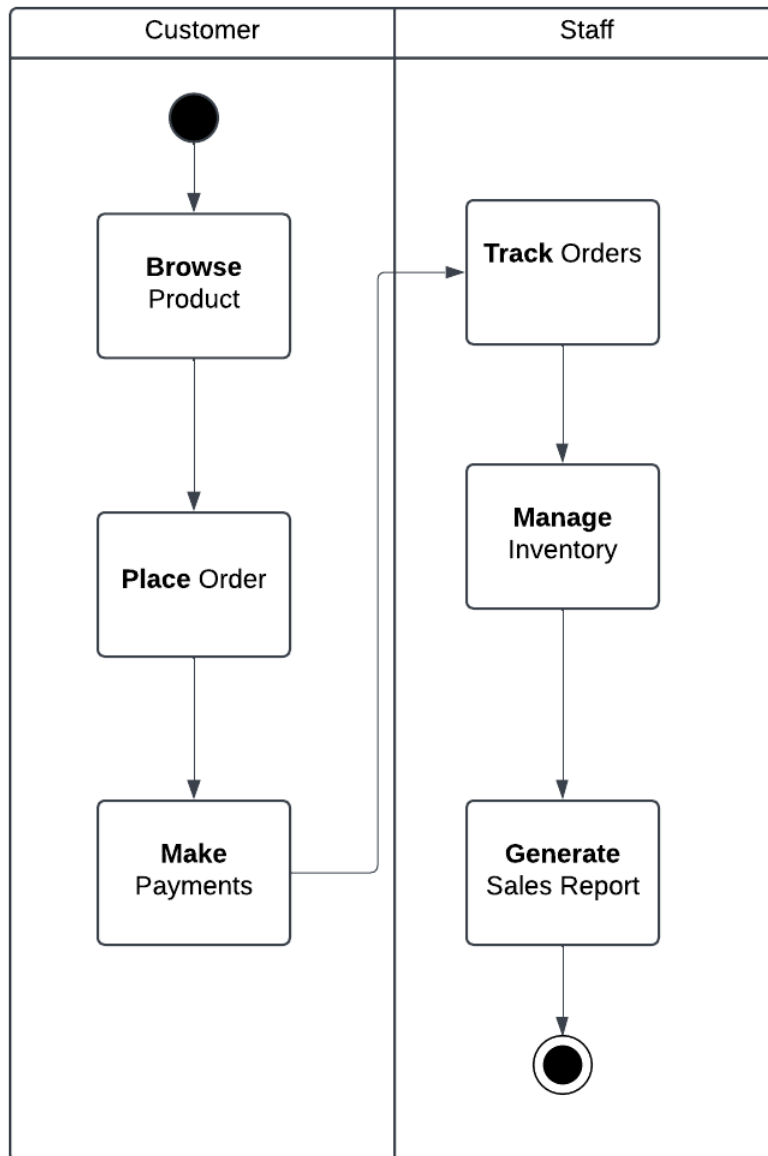 Customer
Staff
Browse
Product
Place Order
Make
Payments
Track Orders
Manage
Inventory
Generate
Sales Report